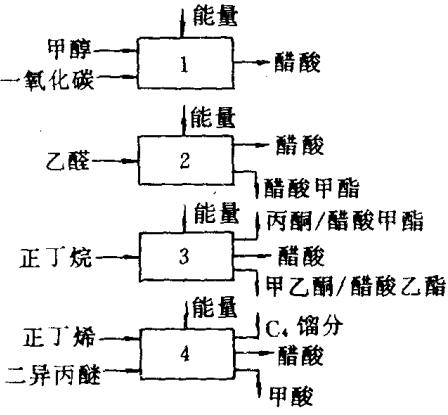 能量
甲醇
一氧化碳
1
醋酸
能量
乙醛
2
醋酸
醋酸甲酯
能量
丙酮/醋酸甲酯
正丁烷
3
醋酸
甲乙酮/醋酸乙酯
能量
C₄ 馏分
正丁烯
二异丙醚
4
醋酸
甲酸